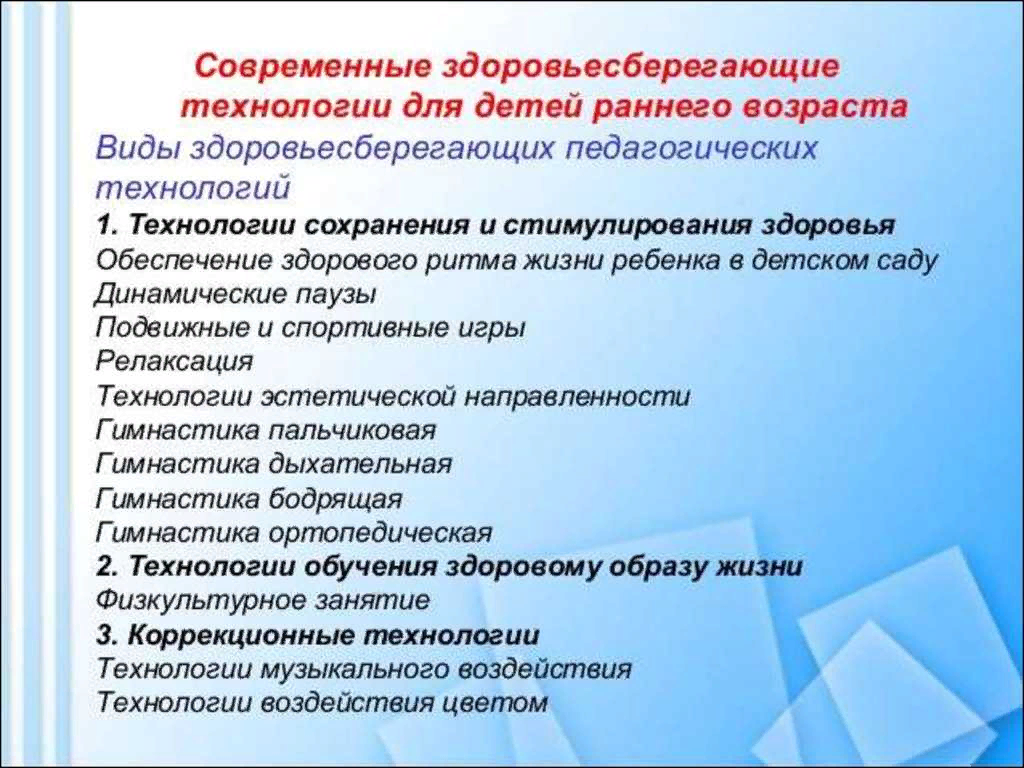 Современные здоровьесберегающие
технологии для детей раннего возраста
Виды здоровьесберегающих педагогических
технологий
1. Технологии сохранения и стимулирования здоровья
Обеспечение здорового ритма жизни ребенка в детском саду
Динамические паузы
Подвижные и спортивные игры
Релаксация
Технологии эстетической направленности
Гимнастика пальчиковая
Гимнастика дыхательная
Гимнастика бодрящая
Гимнастика ортопедическая
2. Технологии обучения здоровому образу жизни
Физкультурное занятие
3. Коррекционные технологии
Технологии музыкального воздействия
Технологии воздействия цветом